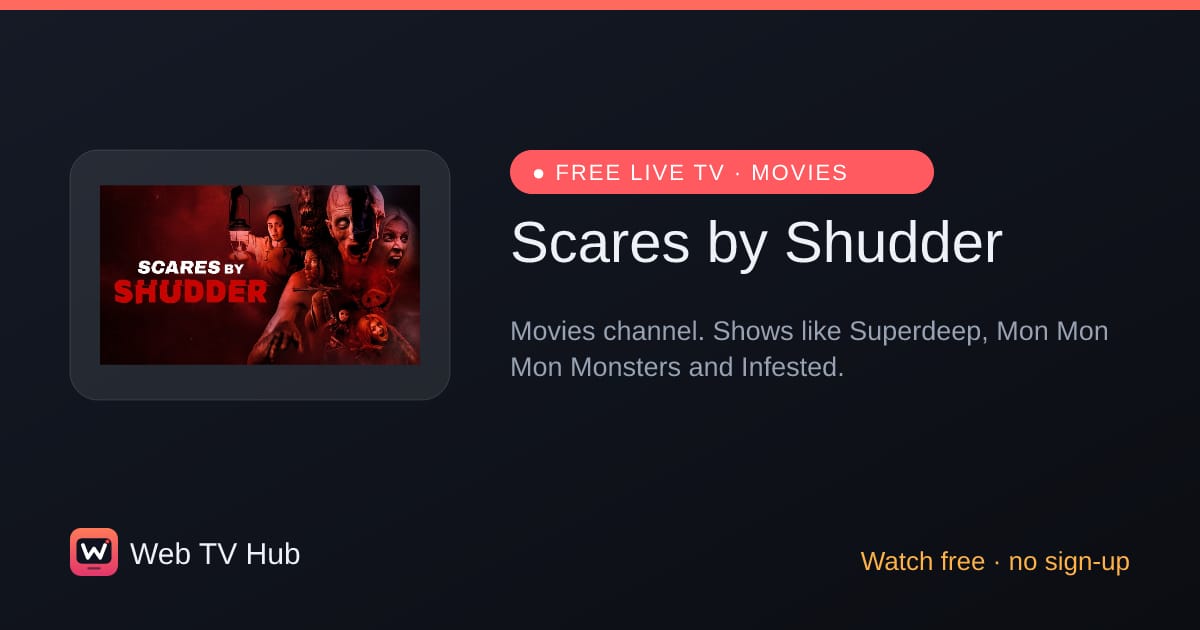 SCARES BY
SHUDDER
● FREE LIVE TV · MOVIES
Scares by Shudder
Movies channel. Shows like Superdeep, Mon Mon
Mon Monsters and Infested.
W
Web TV Hub
Watch free · no sign-up